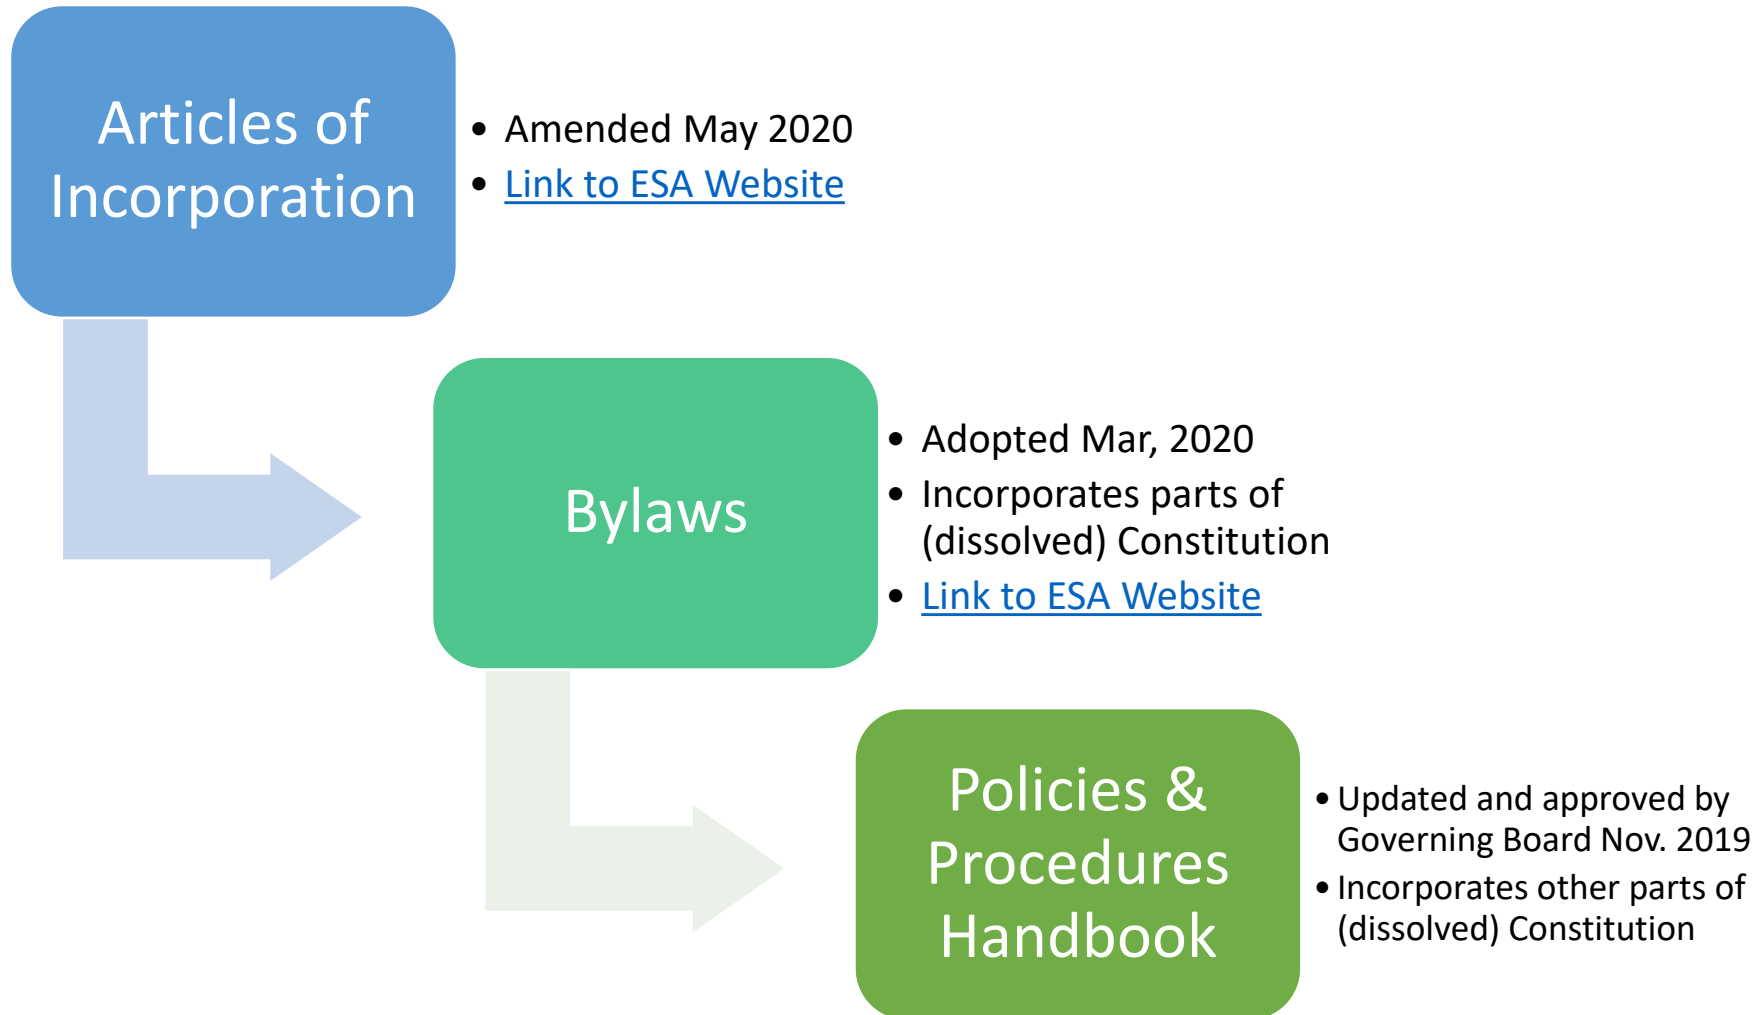 Articles of
Incorporation
• Amended May 2020
• Link to ESA Website
Bylaws
• Adopted Mar, 2020
• Incorporates parts of
(dissolved) Constitution
• Link to ESA Website
Policies &
Procedures
Handbook
• Updated and approved by
Governing Board Nov. 2019
• Incorporates other parts of
(dissolved) Constitution